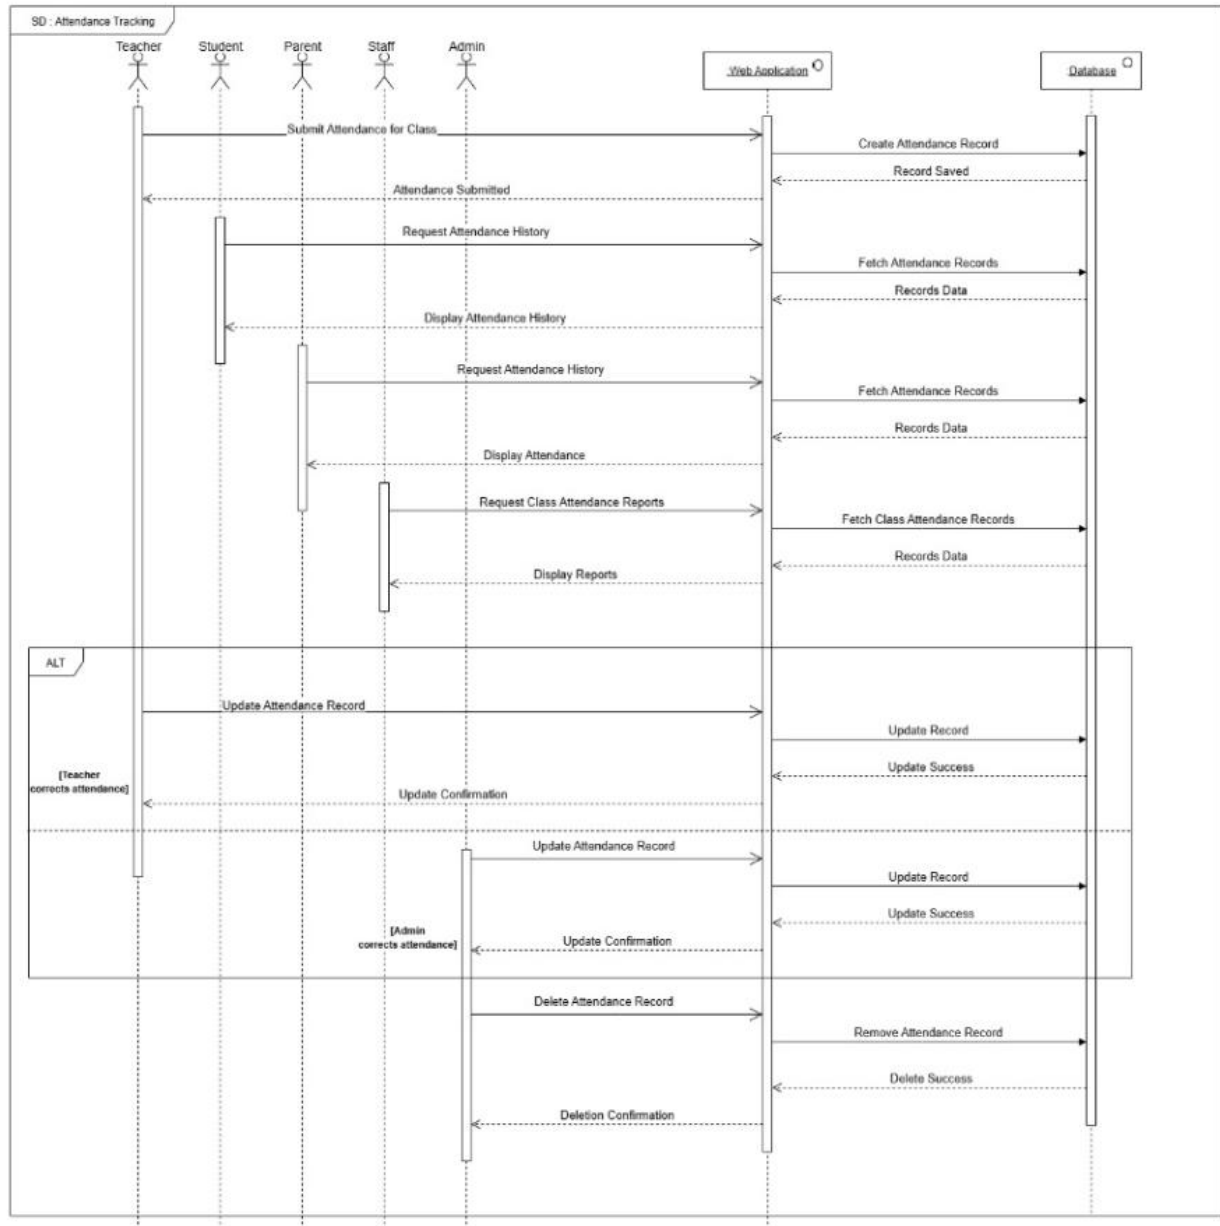 SD : Attendance Tracking
Teacher
Student
Parent
Staff
Admin
:Web Application
:Database
Submit Attendance for Class
Create Attendance Record
Record Saved
Attendance Submitted
Request Attendance History
Fetch Attendance Records
Records Data
Display Attendance History
Request Attendance History
Fetch Attendance Records
Records Data
Display Attendance
Request Class Attendance Reports
Fetch Class Attendance Records
Records Data
Display Reports
ALT
Update Attendance Record
Update Record
Update Success
[Teacher
corrects attendance]
Update Confirmation
Update Attendance Record
Update Record
Update Success
[Admin
corrects attendance]
Update Confirmation
Delete Attendance Record
Remove Attendance Record
Delete Success
Deletion Confirmation